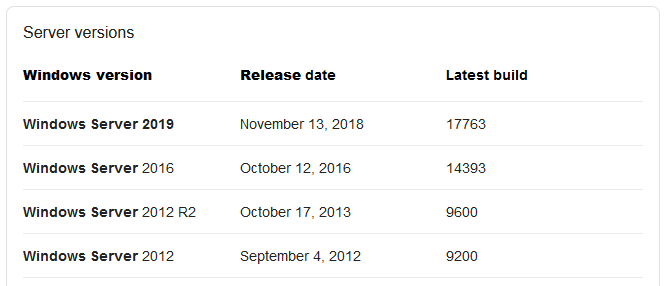 Server versions
Windows version Release date Latest build
Windows Server 2019 November 13, 2018 17763
Windows Server 2016 October 12, 2016 14393
Windows Server 2012 R2 October 17, 2013 9600
Windows Server 2012 September 4, 2012 9200